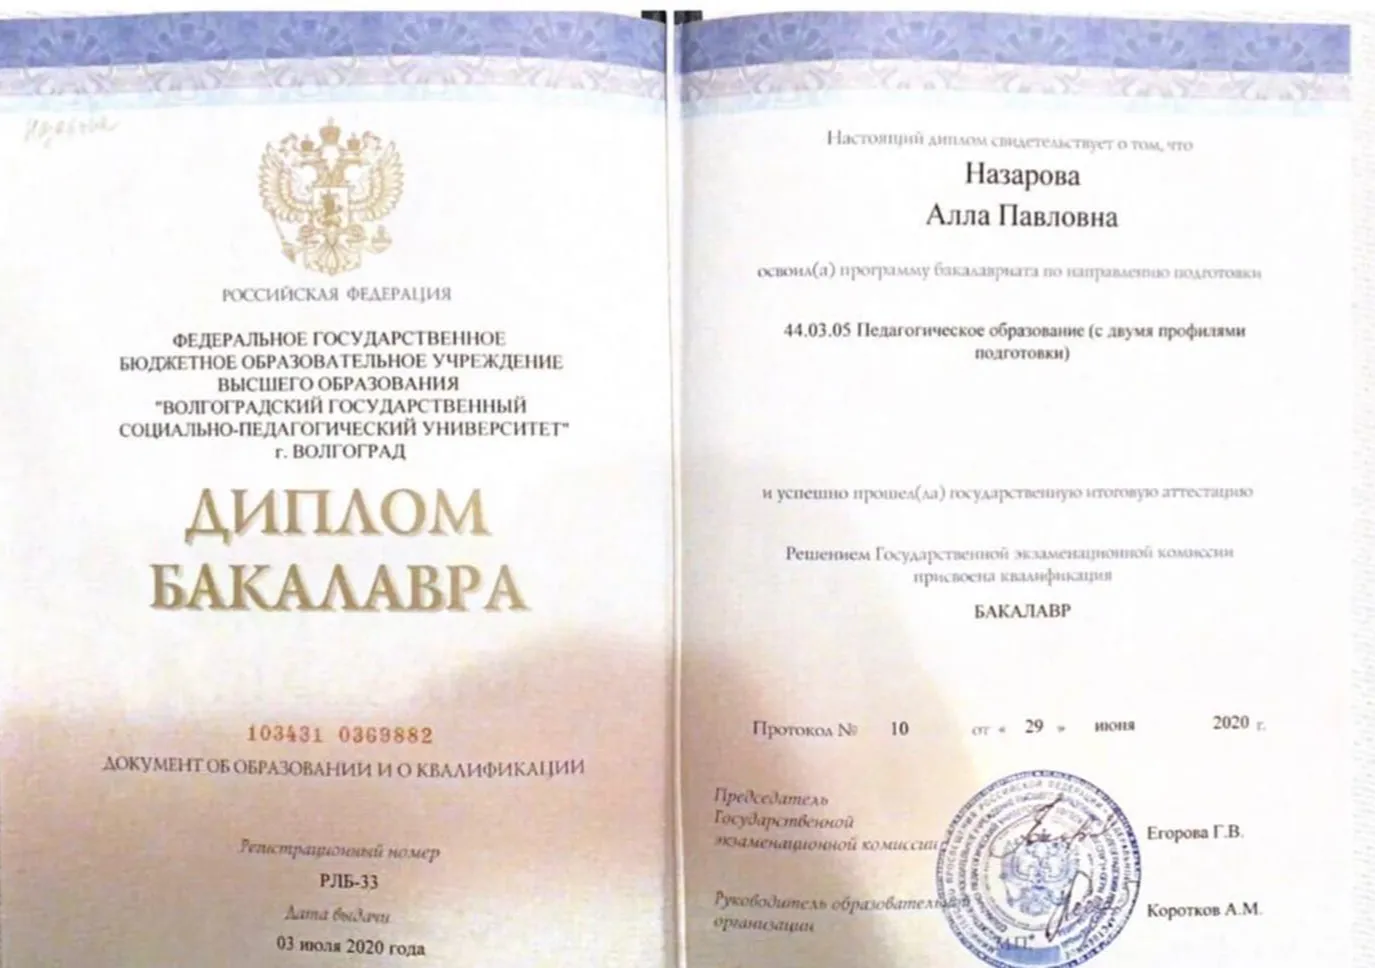 РОССИЙСКАЯ ФЕДЕРАЦИЯ
ФЕДЕРАЛЬНОЕ ГОСУДАРСТВЕННОЕ
БЮДЖЕТНОЕ ОБРАЗОВАТЕЛЬНОЕ УЧРЕЖДЕНИЕ
ВЫСШЕГО ОБРАЗОВАНИЯ
"ВОЛГОГРАДСКИЙ ГОСУДАРСТВЕННЫЙ
СОЦИАЛЬНО-ПЕДАГОГИЧЕСКИЙ УНИВЕРСИТЕТ"
г. ВОЛГОГРАД
ДИПЛОМ
БАКАЛАВРА
103431 0369882
ДОКУМЕНТ ОБ ОБРАЗОВАНИИ И О КВАЛИФИКАЦИИ
Регистрационный номер
РЛБ-33
Дата выдачи
03 июля 2020 года
Настоящий диплом свидетельствует о том, что
Назарова
Алла Павловна
освоил(а) программу бакалавриата по направлению подготовки
44.03.05 Педагогическое образование (с двумя профилями
подготовки)
и успешно прошел(ла) государственную итоговую аттестацию
Решением Государственной экзаменационной комиссии
присвоена квалификация
БАКАЛАВР
Протокол № 10 от « 29 » июня 2020 г.
Председатель
Государственной
экзаменационной комиссии Егорова Г.В.
Руководитель образовательной
организации Коротков А.М.
М.П.